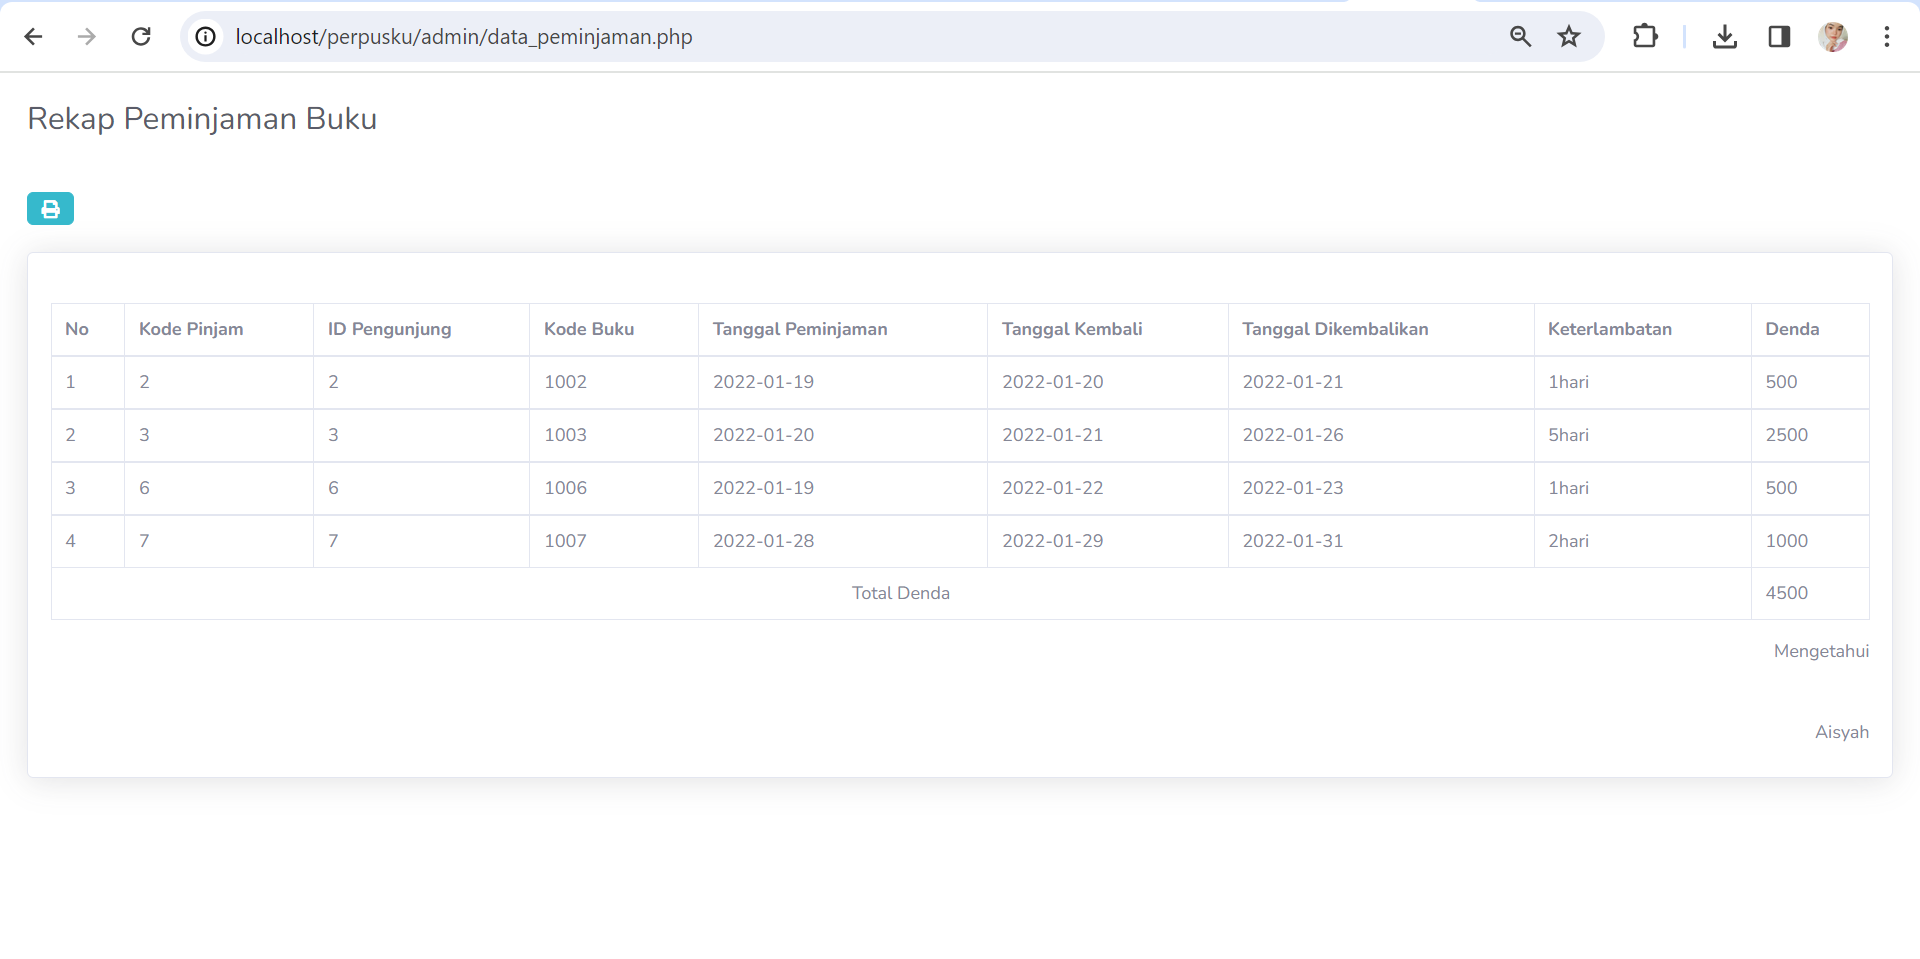 localhost/perpusku/admin/data_peminjaman.php
Rekap Peminjaman Buku
No Kode Pinjam ID Pengunjung Kode Buku Tanggal Peminjaman Tanggal Kembali Tanggal Dikembalikan Keterlambatan Denda
1 2 2 1002 2022-01-19 2022-01-20 2022-01-21 1hari 500
2 3 3 1003 2022-01-20 2022-01-21 2022-01-26 5hari 2500
3 6 6 1006 2022-01-19 2022-01-22 2022-01-23 1hari 500
4 7 7 1007 2022-01-28 2022-01-29 2022-01-31 2hari 1000
Total Denda 4500
Mengetahui
Aisyah